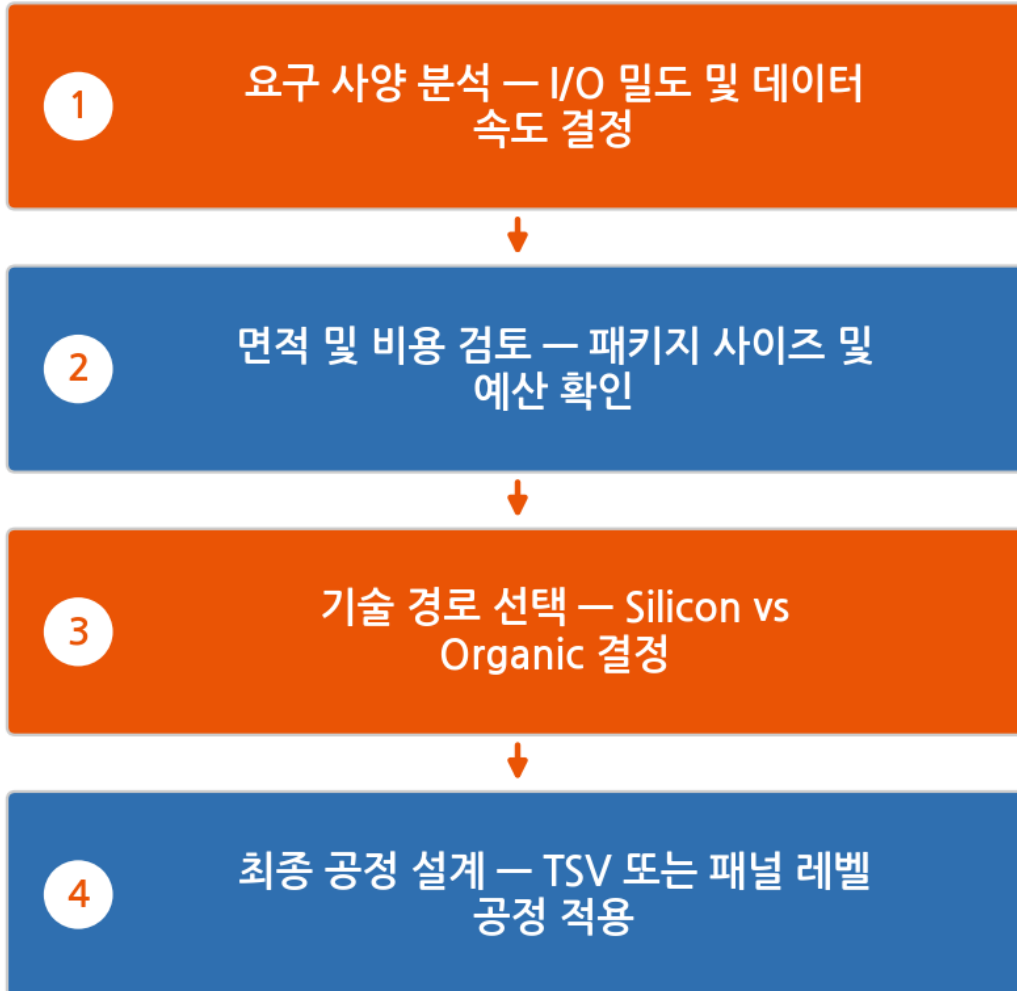 1
요구 사양 분석 — I/O 밀도 및 데이터
속도 결정
2
면적 및 비용 검토 — 패키지 사이즈 및
예산 확인
3
기술 경로 선택 — Silicon vs
Organic 결정
4
최종 공정 설계 — TSV 또는 패널 레벨
공정 적용